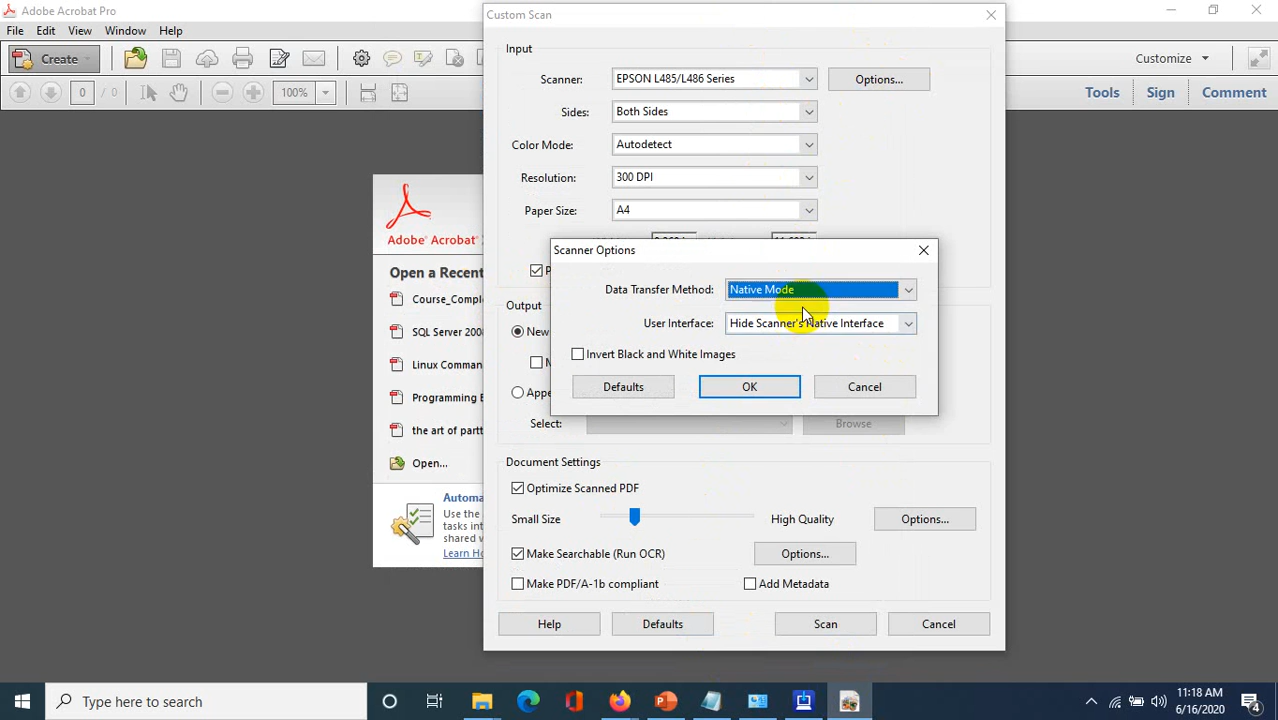 Adobe Acrobat Pro
File Edit View Window Help
Create
Customize
0 / 0
100%
Tools Sign Comment
Adobe Acrobat
Open a Recent
Course_Compl
SQL Server 2008
Linux Comman
Programming E
the art of partt
Open...
Automa
Use the
tasks int
shared v
Learn Ho
Custom Scan
Input
Scanner: EPSON L485/L486 Series Options...
Sides: Both Sides
Color Mode: Autodetect
Resolution: 300 DPI
Paper Size: A4
Scanner Options
Data Transfer Method: Native Mode
User Interface: Hide Scanner's Native Interface
Invert Black and White Images
Defaults OK Cancel
Output
New
Appe
Select: Browse
Document Settings
Optimize Scanned PDF
Small Size High Quality Options...
Make Searchable (Run OCR) Options...
Make PDF/A-1b compliant Add Metadata
Help Defaults Scan Cancel
Type here to search
11:18 AM
6/16/2020
4